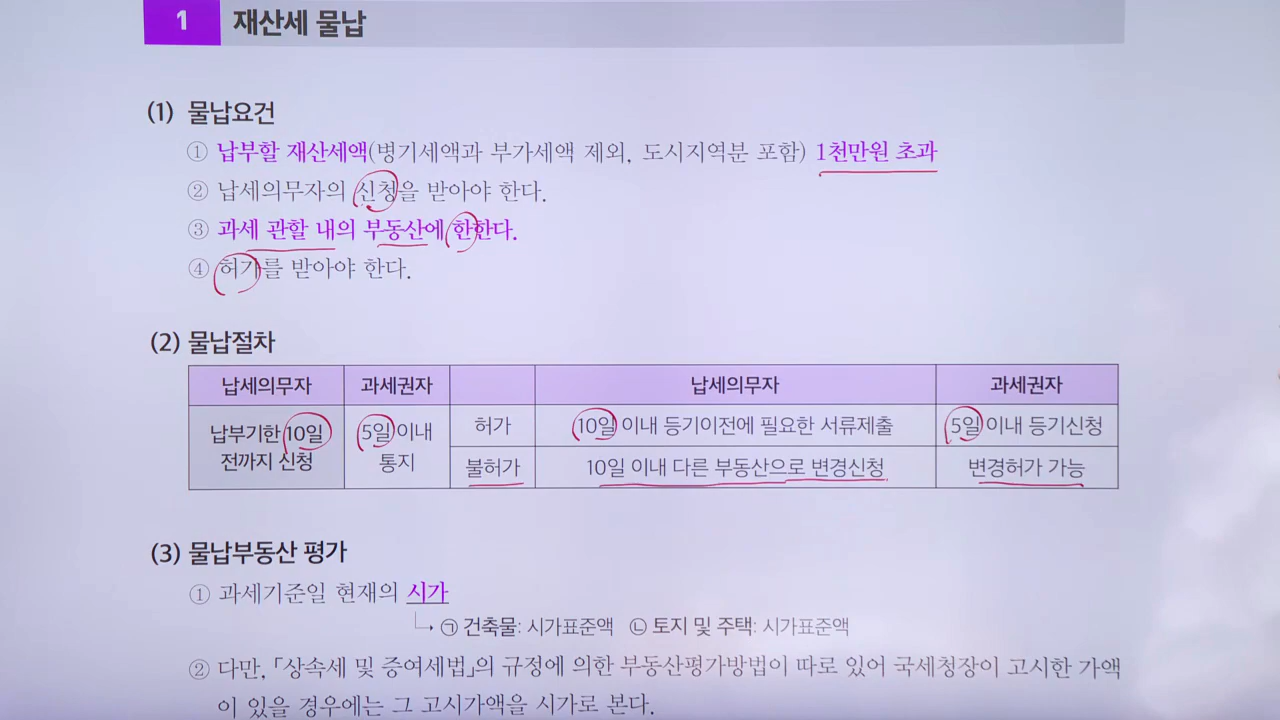 1 재산세 물납
(1) 물납요건
① 납부할 재산세액(병기세액과 부가세액 제외, 도시지역분 포함) 1천만원 초과
② 납세의무자의 신청을 받아야 한다.
③ 과세 관할 내의 부동산에 한한다.
④ 허가를 받아야 한다.
(2) 물납절차
납세의무자 과세권자 납세의무자 과세권자
납부기한 10일 전까지 신청
5일 이내 통지
허가 10일 이내 등기이전에 필요한 서류제출 5일 이내 등기신청
불허가 10일 이내 다른 부동산으로 변경신청 변경허가 가능
(3) 물납부동산 평가
① 과세기준일 현재의 시가
㉠ 건축물: 시가표준액 ㉡ 토지 및 주택: 시가표준액
② 다만, 「상속세 및 증여세법」의 규정에 의한 부동산평가방법이 따로 있어 국세청장이 고시한 가액
이 있을 경우에는 그 고시가액을 시가로 본다.